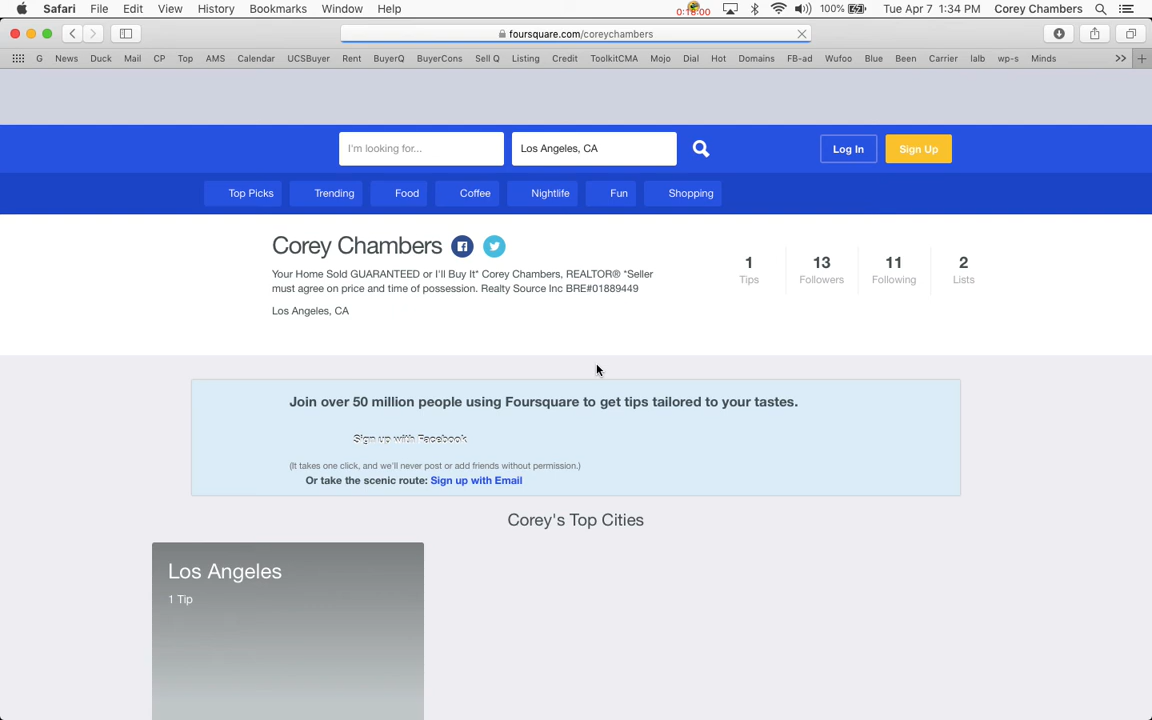 Safari File Edit View History Bookmarks Window Help 0:18:00 100% Tue Apr 7 1:34 PM Corey Chambers
foursquare.com/coreychambers
G News Duck Mail CP Top AMS Calendar UCSBuyer Rent BuyerQ BuyerCons Sell Q Listing Credit ToolkitCMA Mojo Dial Hot Domains FB-ad Wufoo Blue Been Carrier lalb wp-s Minds
I'm looking for... Los Angeles, CA Log In Sign Up
Top Picks Trending Food Coffee Nightlife Fun Shopping
Corey Chambers
Your Home Sold GUARANTEED or I'll Buy It* Corey Chambers, REALTOR® *Seller
must agree on price and time of possession. Realty Source Inc BRE#01889449
Los Angeles, CA
1 13 11 2
Tips Followers Following Lists
Join over 50 million people using Foursquare to get tips tailored to your tastes.
Sign up with Facebook
(It takes one click, and we'll never post or add friends without permission.)
Or take the scenic route: Sign up with Email
Corey's Top Cities
Los Angeles
1 Tip